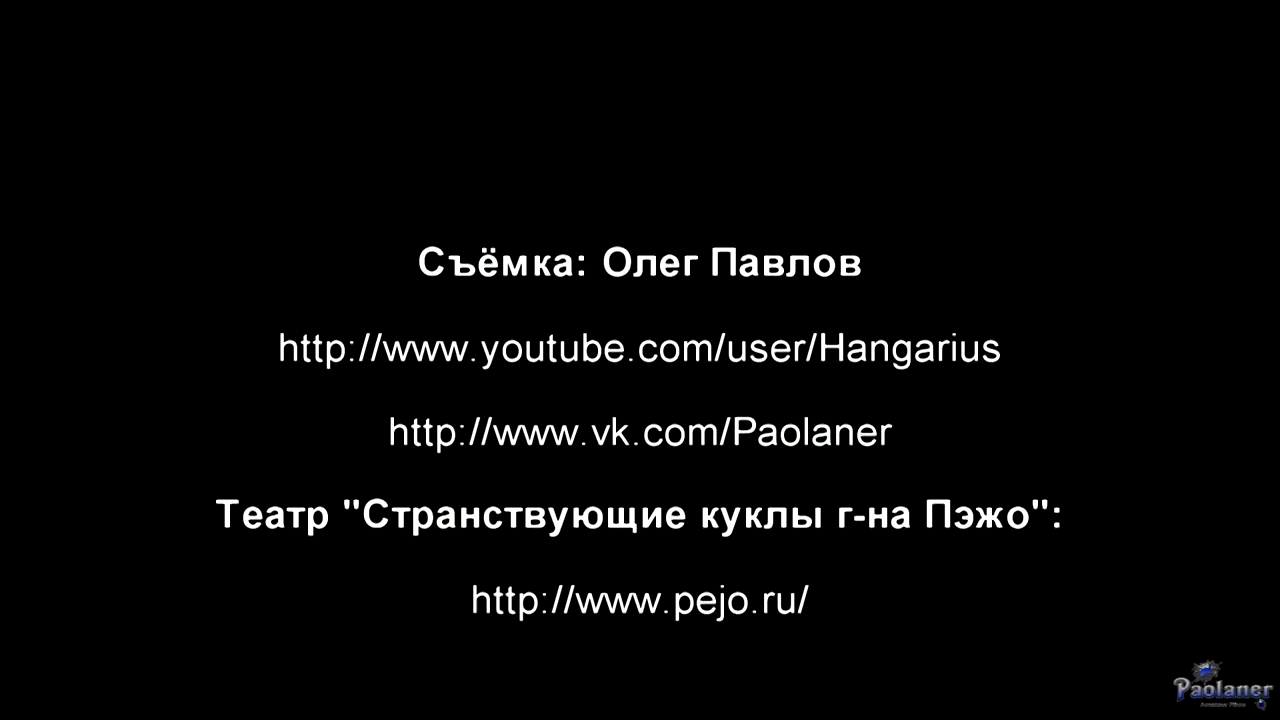 Съёмка: Олег Павлов
http://www.youtube.com/user/Hangarius
http://www.vk.com/Paolaner
Театр "Странствующие куклы г-на Пэжо":
http://www.pejo.ru/
Paolaner